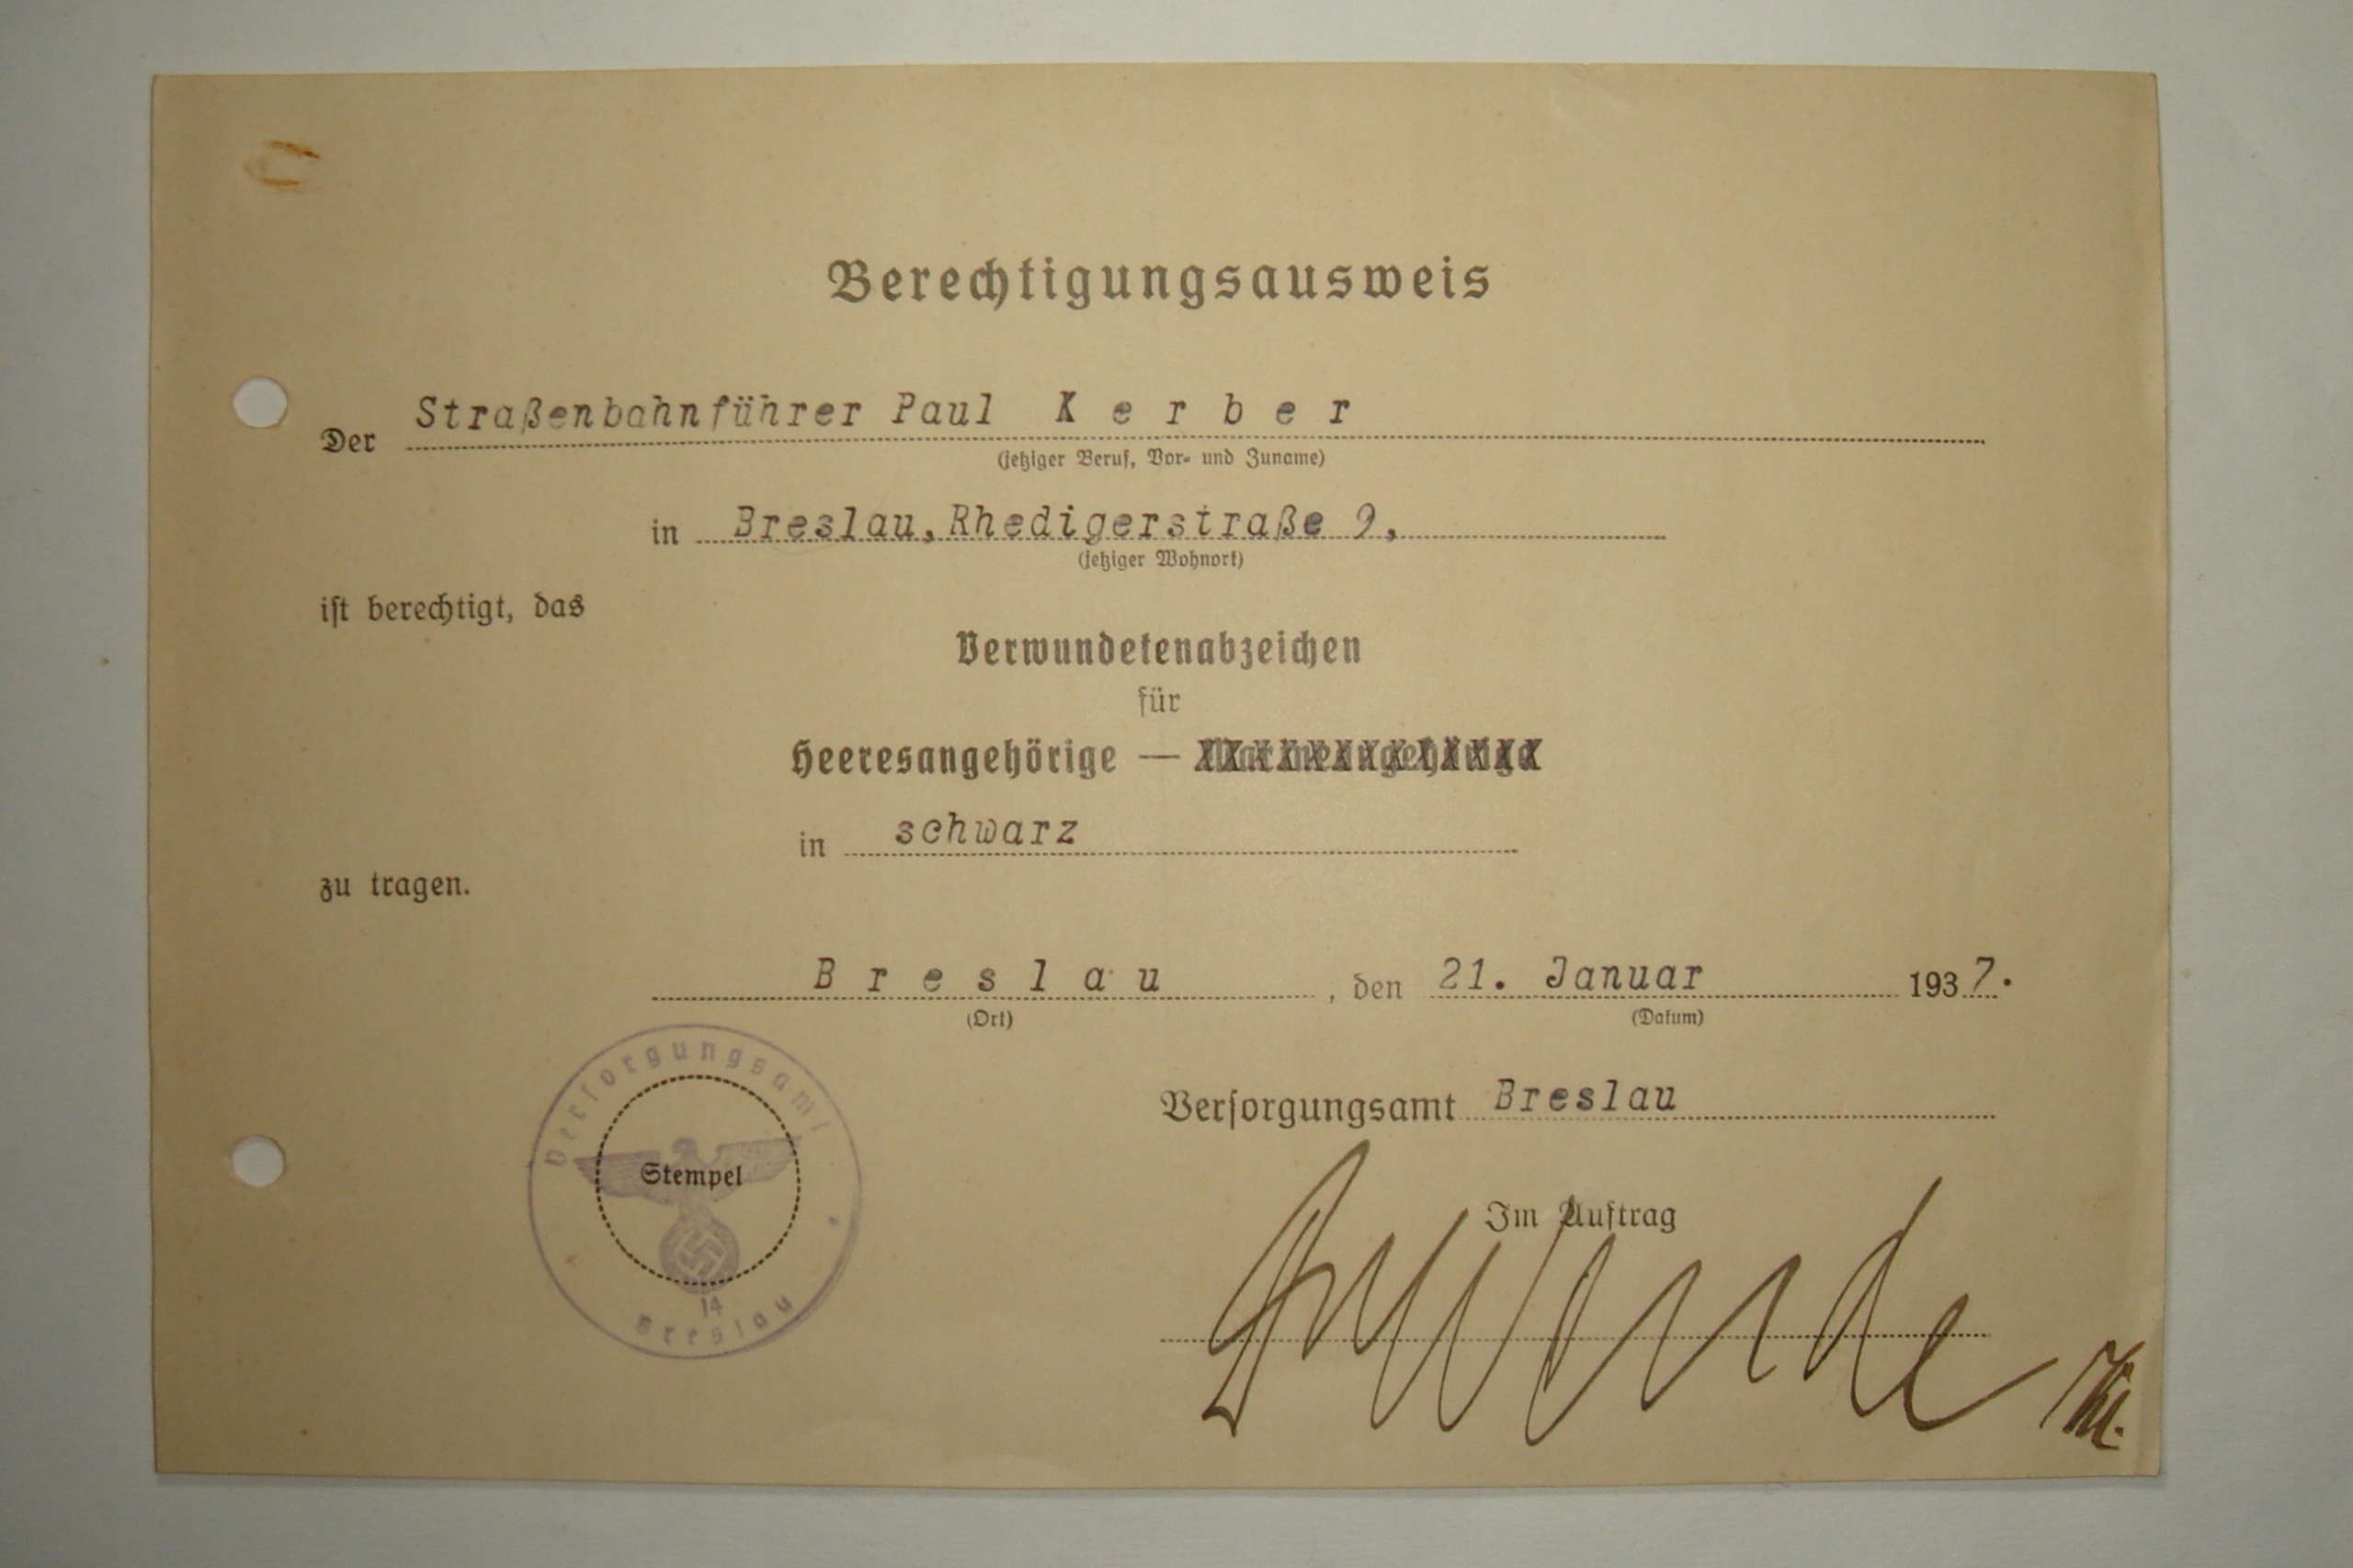 Berechtigungsausweis
Der Straßenbahnführer Paul K e r b e r
(jetziger Beruf, Vor- und Zuname)
in Breslau, Rhedigerstraße 9,
(jetziger Wohnort)
ist berechtigt, das
Verwundetenabzeichen
für
Heeresangehörige — Marineangehörige
in schwarz
zu tragen.
B r e s l a u , den 21. Januar 1937.
(Ort) (Datum)
Versorgungsamt
Stempel
14
Breslau
Versorgungsamt Breslau
Im Auftrag